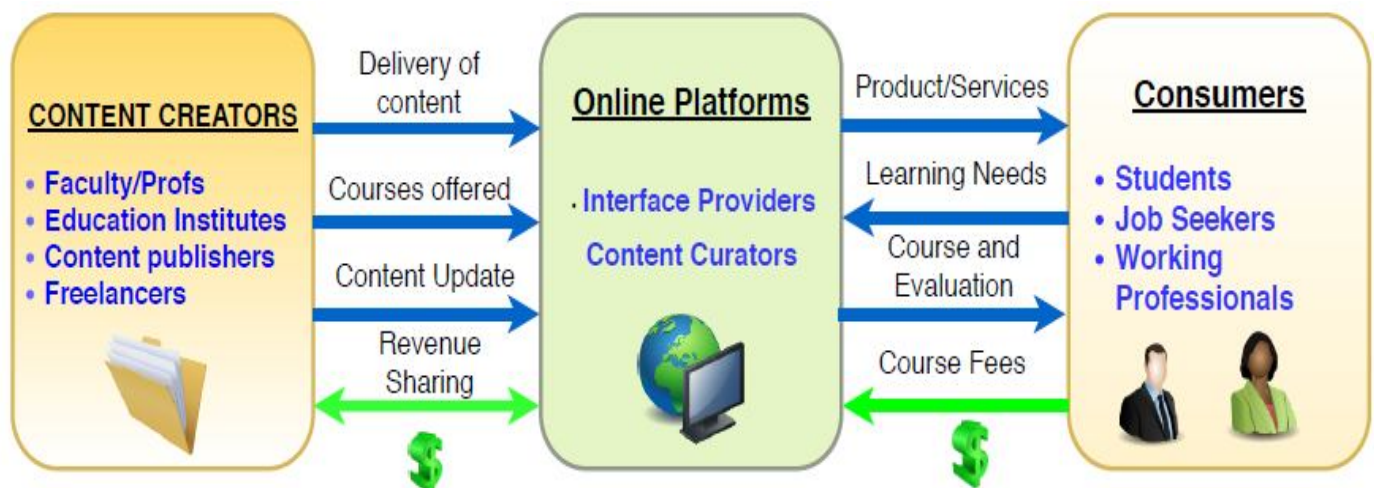 CONTENT CREATORS
• Faculty/Profs
• Education Institutes
• Content publishers
• Freelancers
Delivery of
content
Courses offered
Content Update
Revenue
Sharing
$
Online Platforms
· Interface Providers
Content Curators
Product/Services
Learning Needs
Course and
Evaluation
Course Fees
$
Consumers
• Students
• Job Seekers
• Working
Professionals